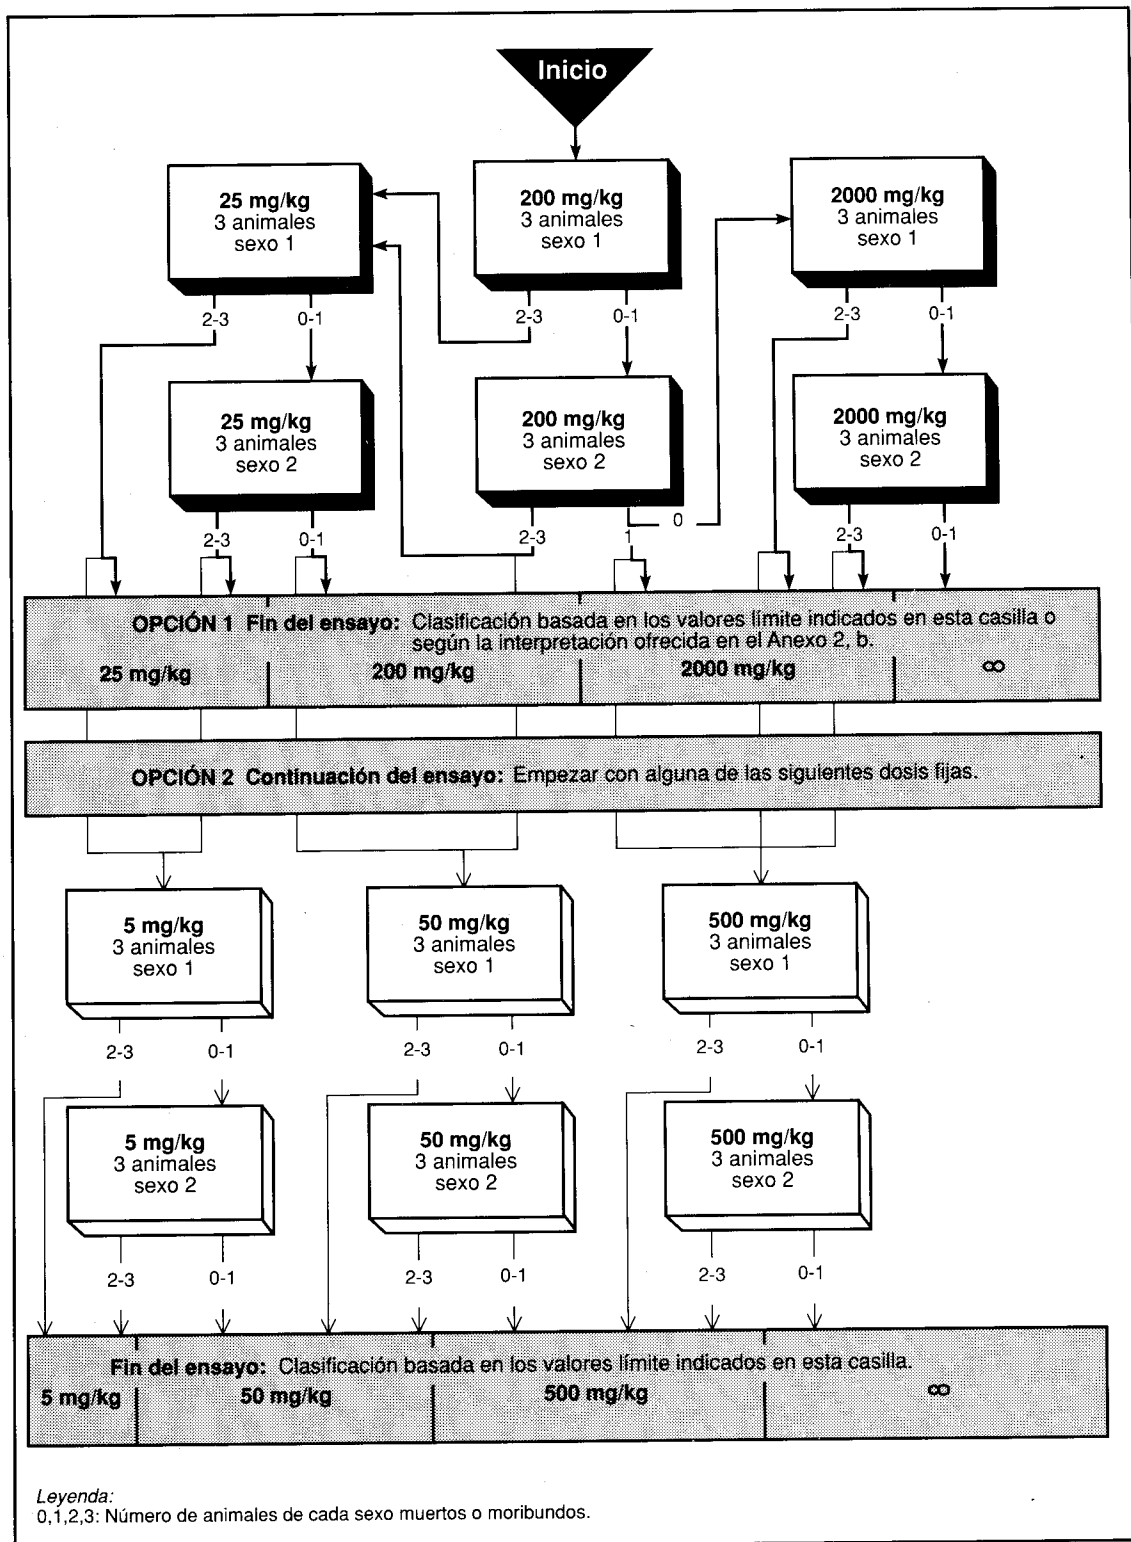 Inicio
25 mg/kg
3 animales
sexo 1
200 mg/kg
3 animales
sexo 1
2000 mg/kg
3 animales
sexo 1
2-3
0-1
2-3
0-1
2-3
0-1
25 mg/kg
3 animales
sexo 2
200 mg/kg
3 animales
sexo 2
2000 mg/kg
3 animales
sexo 2
2-3
0-1
2-3
1
0
2-3
0-1
OPCIÓN 1 Fin del ensayo: Clasificación basada en los valores límite indicados en esta casilla o
según la interpretación ofrecida en el Anexo 2, b.
25 mg/kg
200 mg/kg
2000 mg/kg
∞
OPCIÓN 2 Continuación del ensayo: Empezar con alguna de las siguientes dosis fijas.
5 mg/kg
3 animales
sexo 1
50 mg/kg
3 animales
sexo 1
500 mg/kg
3 animales
sexo 1
2-3
0-1
2-3
0-1
2-3
0-1
5 mg/kg
3 animales
sexo 2
50 mg/kg
3 animales
sexo 2
500 mg/kg
3 animales
sexo 2
2-3
0-1
2-3
0-1
2-3
0-1
Fin del ensayo: Clasificación basada en los valores límite indicados en esta casilla.
5 mg/kg
50 mg/kg
500 mg/kg
∞
Leyenda:
0,1,2,3: Número de animales de cada sexo muertos o moribundos.